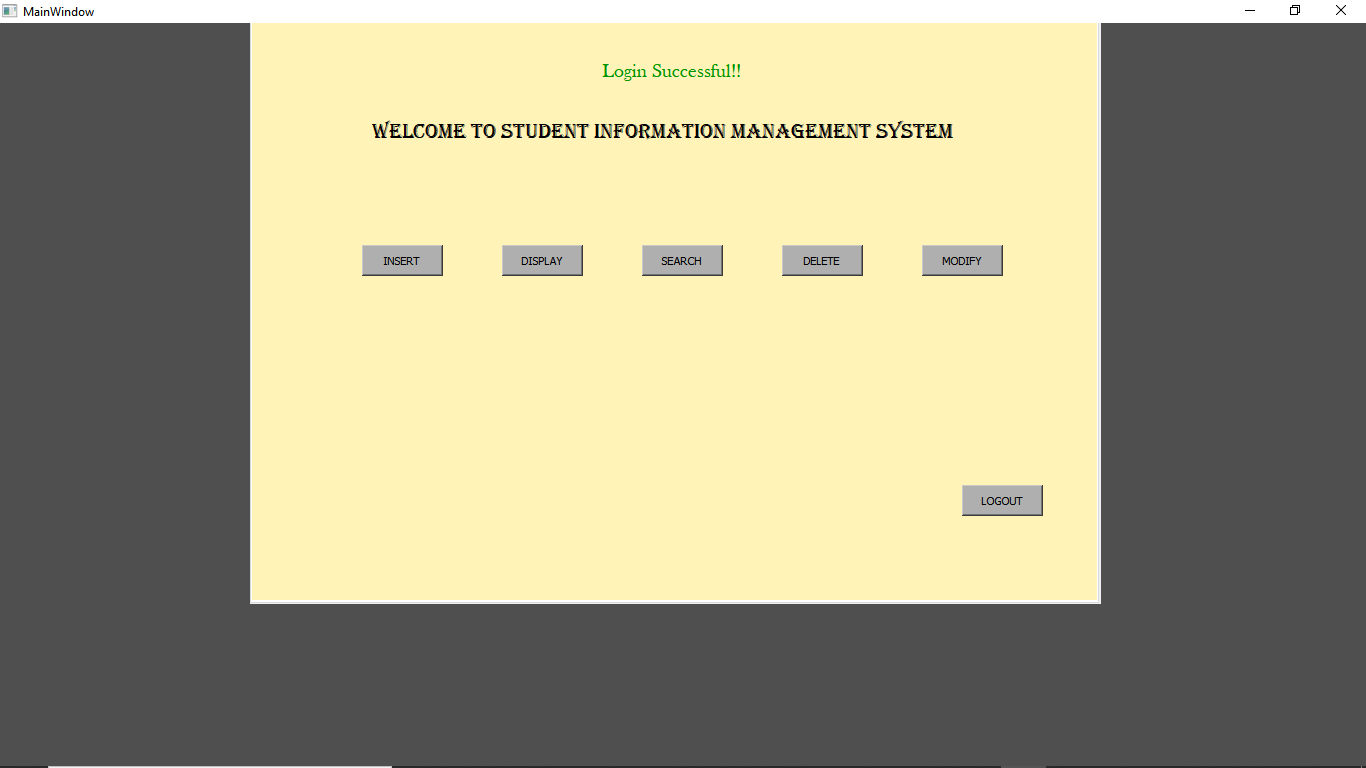 MainWindow
Login Successful!!
WELCOME TO STUDENT INFORMATION MANAGEMENT SYSTEM
INSERT DISPLAY SEARCH DELETE MODIFY
LOGOUT